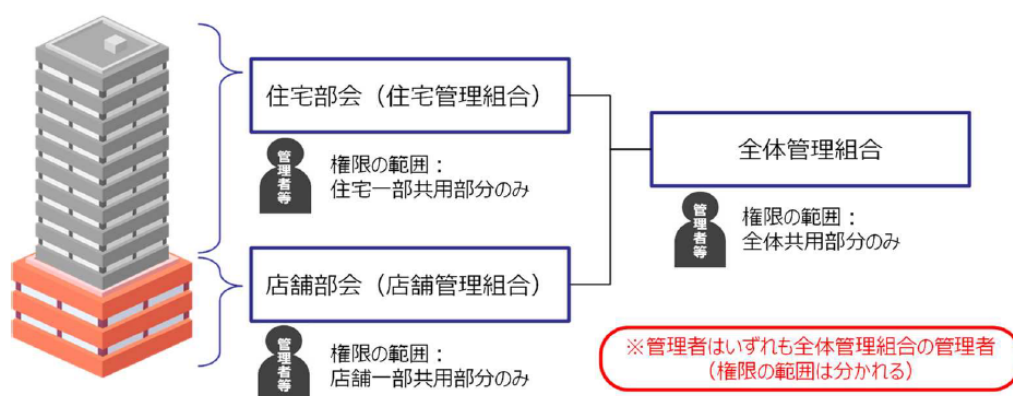 住宅部会（住宅管理組合）
管理者等
権限の範囲：
住宅一部共用部分のみ
全体管理組合
管理者等
権限の範囲：
全体共用部分のみ
店舗部会（店舗管理組合）
管理者等
権限の範囲：
店舗一部共用部分のみ
※管理者はいずれも全体管理組合の管理者
（権限の範囲は分かれる）